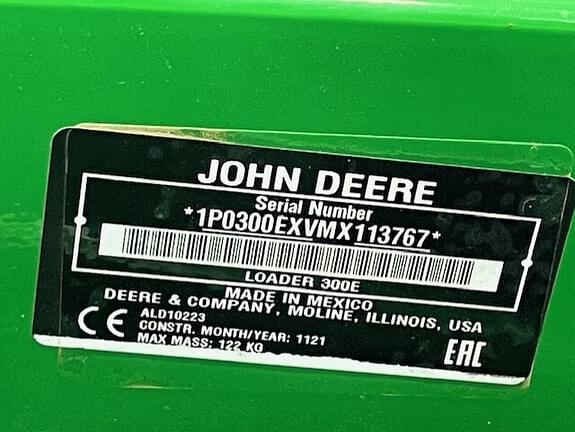 JOHN DEERE
Serial Number
*1P0300EXVMX113767*
LOADER 300E
MADE IN MEXICO
DEERE & COMPANY, MOLINE, ILLINOIS, USA
ALD10223
CE CONSTR. MONTH/YEAR: 1121
MAX MASS: 122 KG
EAC